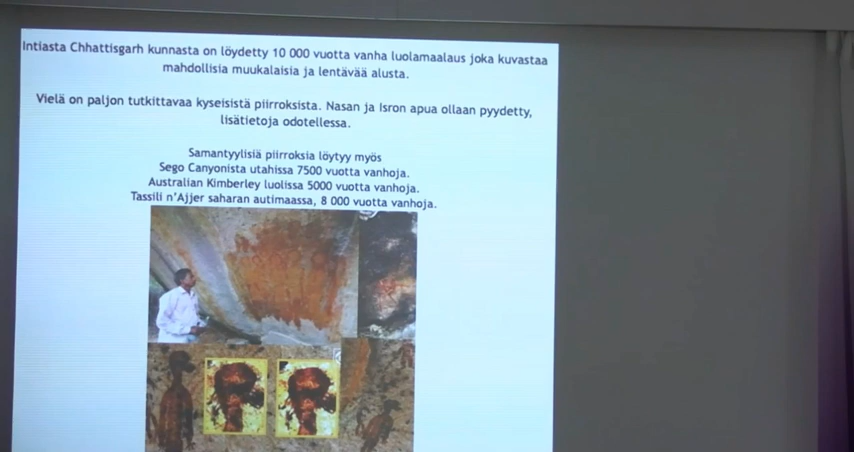 Intiasta Chhattisgarh kunnasta on löydetty 10 000 vuotta vanha luolamaalaus joka kuvastaa
mahdollisia muukalaisia ja lentävää alusta.
Vielä on paljon tutkittavaa kyseisistä piirroksista. Nasan ja Isron apua ollaan pyydetty,
lisätietoja odotellessa.
Samantyylisiä piirroksia löytyy myös
Sego Canyonista utahissa 7500 vuotta vanhoja.
Australian Kimberley luolissa 5000 vuotta vanhoja.
Tassili n'Ajjer saharan autimaassa, 8 000 vuotta vanhoja.